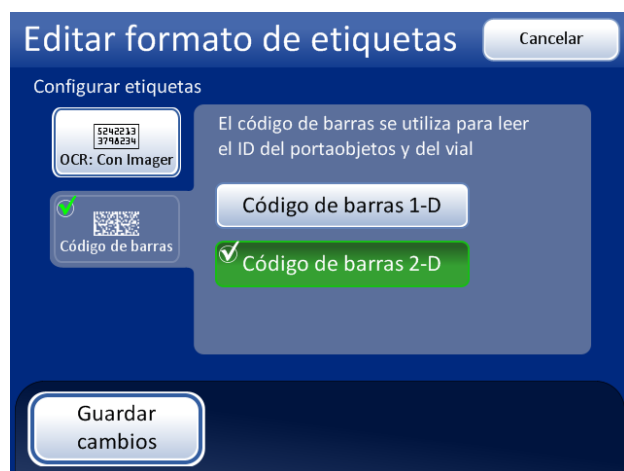 Editar formato de etiquetas
Cancelar
Configurar etiquetas
5242213
3798234
OCR: Con Imager
El código de barras se utiliza para leer
el ID del portaobjetos y del vial
Código de barras 1-D
Código de barras
Código de barras 2-D
Guardar
cambios